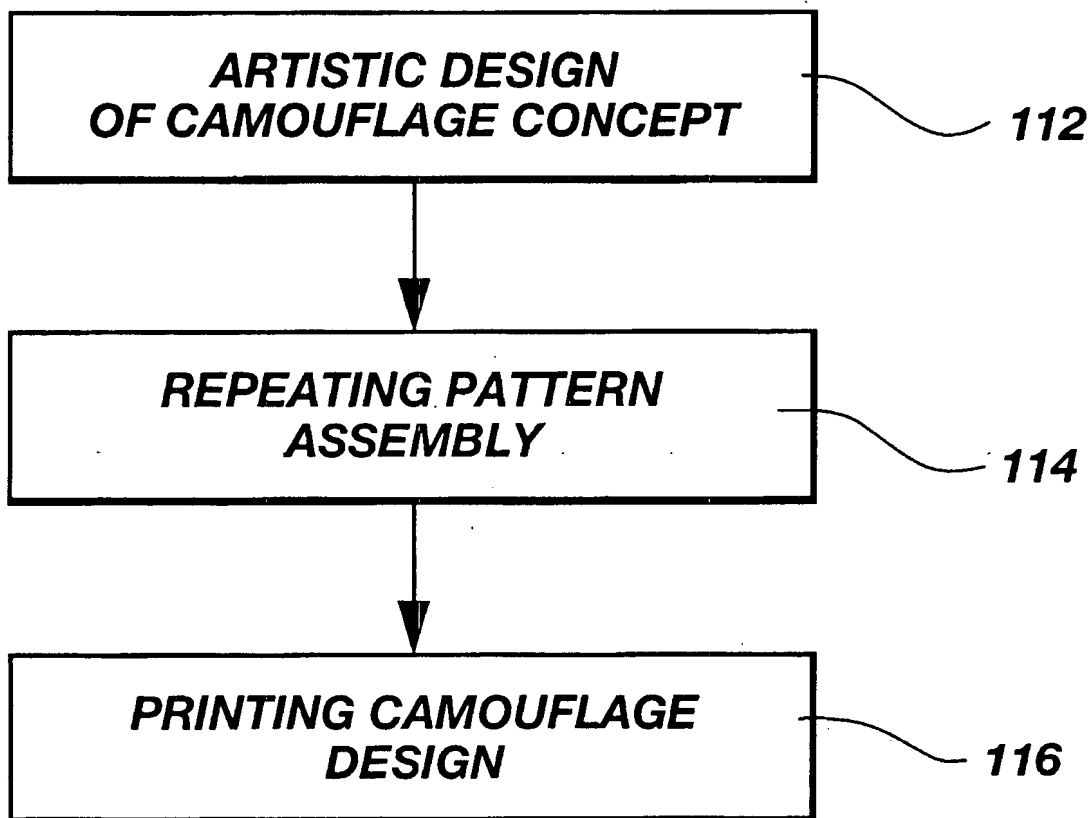 ARTISTIC DESIGN
OF CAMOUFLAGE CONCEPT
112
REPEATING PATTERN
ASSEMBLY
114
PRINTING CAMOUFLAGE
DESIGN
116